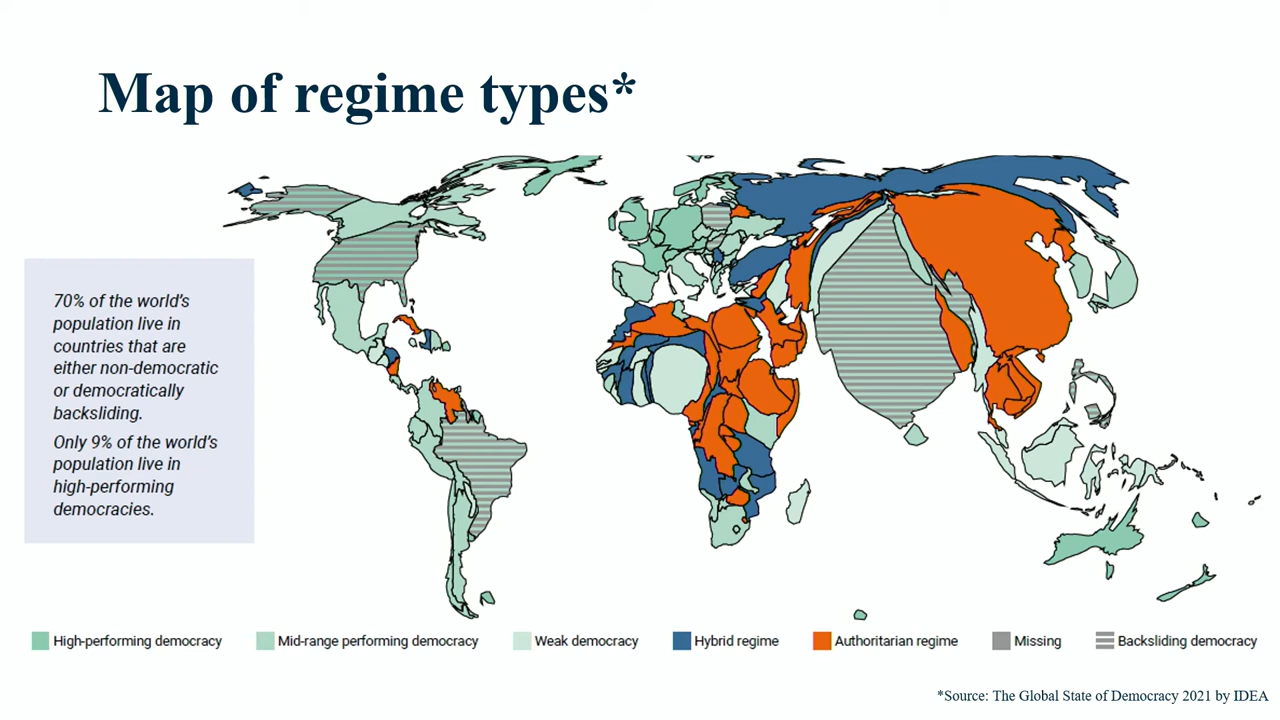 Map of regime types*
70% of the world's
population live in
countries that are
either non-democratic
or democratically
backsliding.
Only 9% of the world's
population live in
high-performing
democracies.
High-performing democracy
Mid-range performing democracy
Weak democracy
Hybrid regime
Authoritarian regime
Missing
Backsliding democracy
*Source: The Global State of Democracy 2021 by IDEA